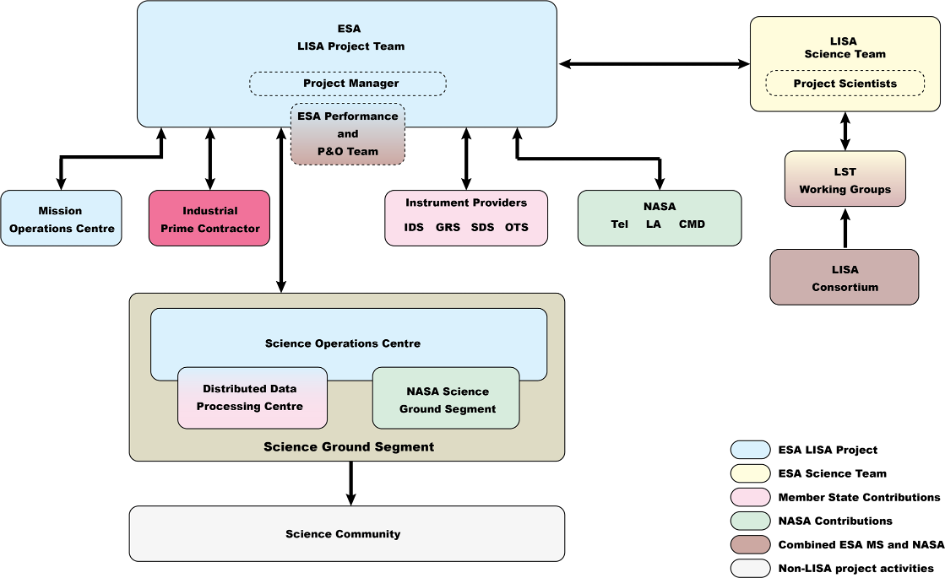 ESA
LISA Project Team
Project Manager
ESA Performance
and
P&O Team
LISA
Science Team
Project Scientists
Mission
Operations Centre
Industrial
Prime Contractor
Instrument Providers
IDS GRS SDS OTS
NASA
Tel LA CMD
LST
Working Groups
LISA
Consortium
Science Operations Centre
Distributed Data
Processing Centre
NASA Science
Ground Segment
Science Ground Segment
Science Community
ESA LISA Project
ESA Science Team
Member State Contributions
NASA Contributions
Combined ESA MS and NASA
Non-LISA project activities